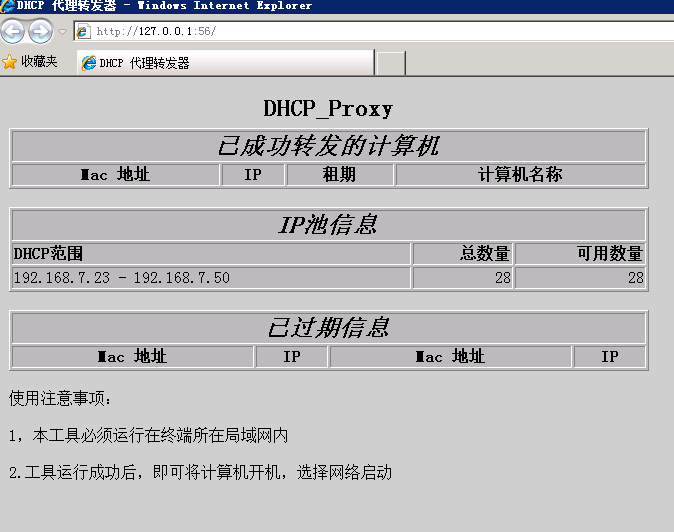 DHCP 代理转发器 - Windows Internet Explorer
http://127.0.0.1:56/
收藏夹 DHCP 代理转发器
DHCP_Proxy
已成功转发的计算机
Mac 地址 IP 租期 计算机名称
IP池信息
DHCP范围 总数量 可用数量
192.168.7.23 - 192.168.7.50 28 28
已过期信息
Mac 地址 IP Mac 地址 IP
使用注意事项：
1，本工具必须运行在终端所在局域网内
2.工具运行成功后，即可将计算机开机，选择网络启动